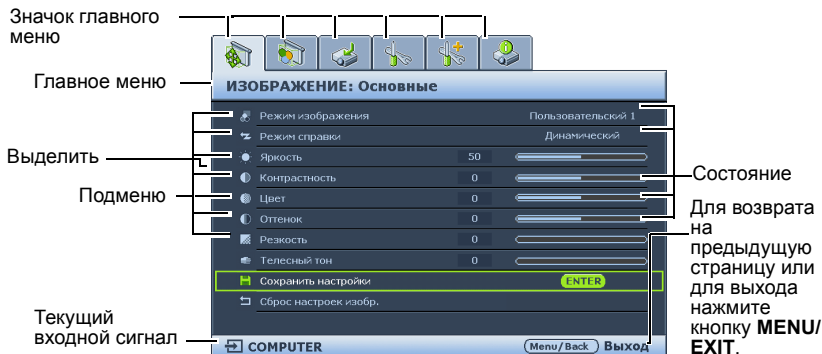 Значок главного
меню
Главное меню
ИЗОБРАЖЕНИЕ: Основные
Режим изображения Пользовательский 1
Режим справки Динамический
Яркость 50
Контрастность 0
Цвет 0
Оттенок 0
Резкость 0
Телесный тон 0
Сохранить настройки ENTER
Сброс настроек изобр.
COMPUTER Menu/Back Выход
Выделить
Подменю
Текущий
входной сигнал
Состояние
Для возврата
на
предыдущую
страницу или
для выхода
нажмите
кнопку MENU/
EXIT.